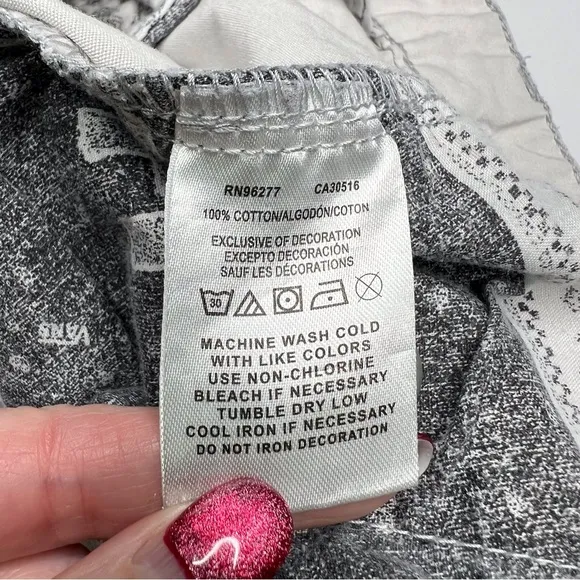 RN96277 CA30516
100% COTTON/ALGODÓN/COTON
EXCLUSIVE OF DECORATION
EXCEPTO DECORACIÓN
SAUF LES DÉCORATIONS
30
MACHINE WASH COLD
WITH LIKE COLORS
USE NON-CHLORINE
BLEACH IF NECESSARY
TUMBLE DRY LOW
COOL IRON IF NECESSARY
DO NOT IRON DECORATION
VANS